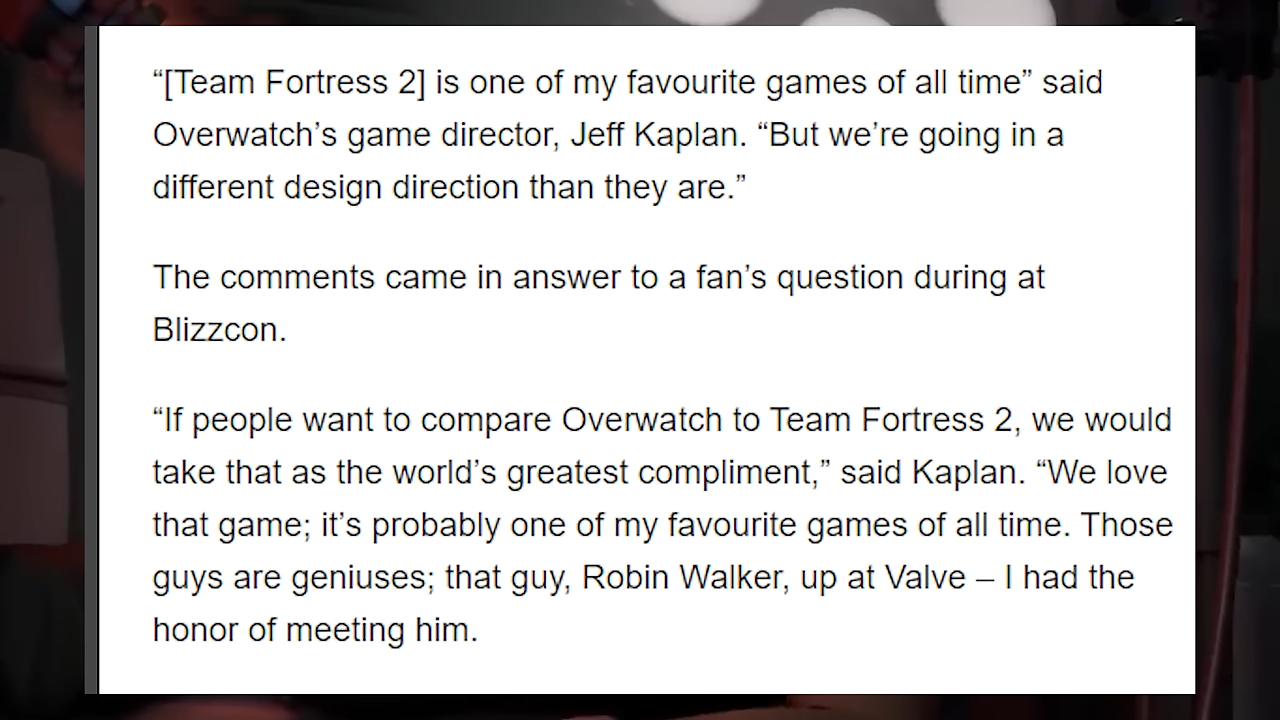 “[Team Fortress 2] is one of my favourite games of all time” said
Overwatch’s game director, Jeff Kaplan. “But we’re going in a
different design direction than they are.”
The comments came in answer to a fan’s question during at
Blizzcon.
“If people want to compare Overwatch to Team Fortress 2, we would
take that as the world’s greatest compliment,” said Kaplan. “We love
that game; it’s probably one of my favourite games of all time. Those
guys are geniuses; that guy, Robin Walker, up at Valve – I had the
honor of meeting him.